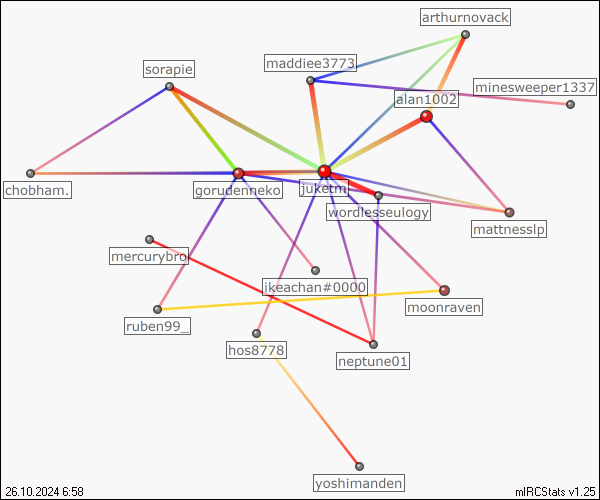 arthurnovack
maddiee3773
sorapie
minesweeper1337
alan1002
chobham.
gorudenneko
juketm
wordlesseulogy
mattnesslp
mercurybro
ikeachan#0000
moonraven
ruben99_
hos8778
neptune01
yoshimanden
26.10.2024 6:58
mIRCStats v1.25